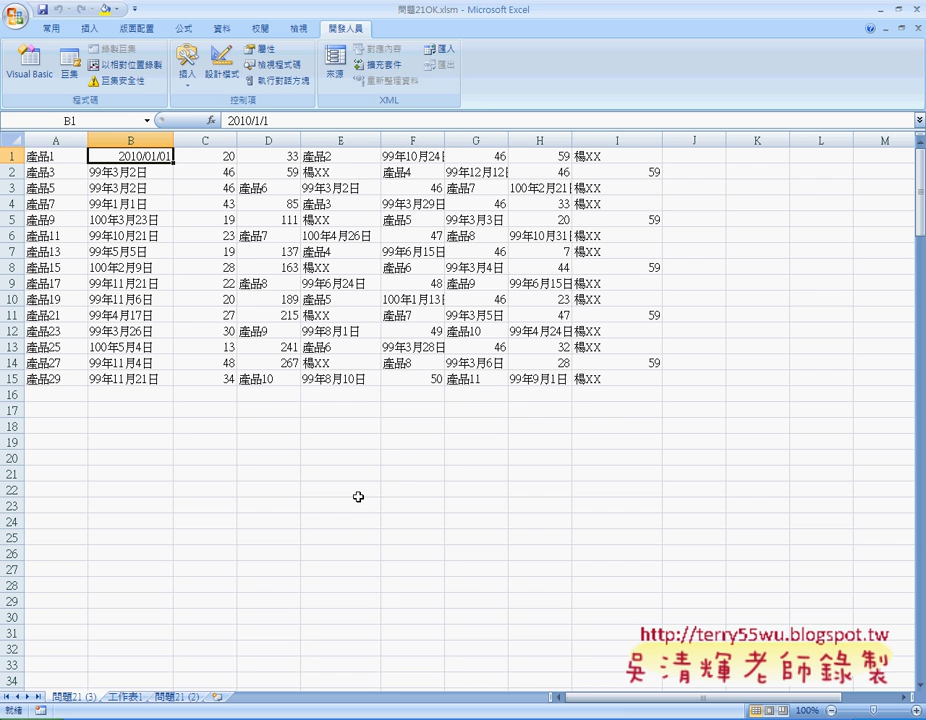 問題21OK.xlsm - Microsoft Excel
常用 插入 版面配置 公式 資料 校閱 檢視 開發人員
Visual Basic 巨集 錄製巨集 以相對位置錄製 巨集安全性 插入 設計模式 屬性 檢視程式碼 執行對話方塊 來源 對應內容 擴充套件 重新整理資料 匯入 匯出
程式碼 控制項 XML
B1 fx 2010/1/1
A B C D E F G H I J K L M
1 產品1 2010/01/01 20 33 產品2 99年10月24 46 59 楊XX
2 產品3 99年3月2日 46 59 楊XX 產品4 99年12月12 46 59
3 產品5 99年3月2日 46 產品6 99年3月2日 46 產品7 100年2月21 楊XX
4 產品7 99年1月1日 43 85 產品3 99年3月29日 46 33 楊XX
5 產品9 100年3月23日 19 111 楊XX 產品5 99年3月3日 20 59
6 產品11 99年10月21日 23 產品7 100年4月26日 47 產品8 99年10月31 楊XX
7 產品13 99年5月5日 19 137 產品4 99年6月15日 46 7 楊XX
8 產品15 100年2月9日 28 163 楊XX 產品6 99年3月4日 44 59
9 產品17 99年11月21日 22 產品8 99年6月24日 48 產品9 99年6月15日 楊XX
10 產品19 99年11月6日 20 189 產品5 100年1月13 46 23 楊XX
11 產品21 99年4月17日 27 215 楊XX 產品7 99年3月5日 47 59
12 產品23 99年3月26日 30 產品9 99年8月1日 49 產品10 99年4月24日 楊XX
13 產品25 100年5月4日 13 241 產品6 99年3月28日 46 32 楊XX
14 產品27 99年11月4日 48 267 楊XX 產品8 99年3月6日 28 59
15 產品29 99年11月21日 34 產品10 99年8月10日 50 產品11 99年9月1日 楊XX
16
17
18
19
20
21
22
23
24
25
26
27
28
29
30
31
32
33
34
http://terry55wu.blogspot.tw
吳清輝老師錄製
問題21 (3) 工作表1 問題21 (2)
就緒 100%